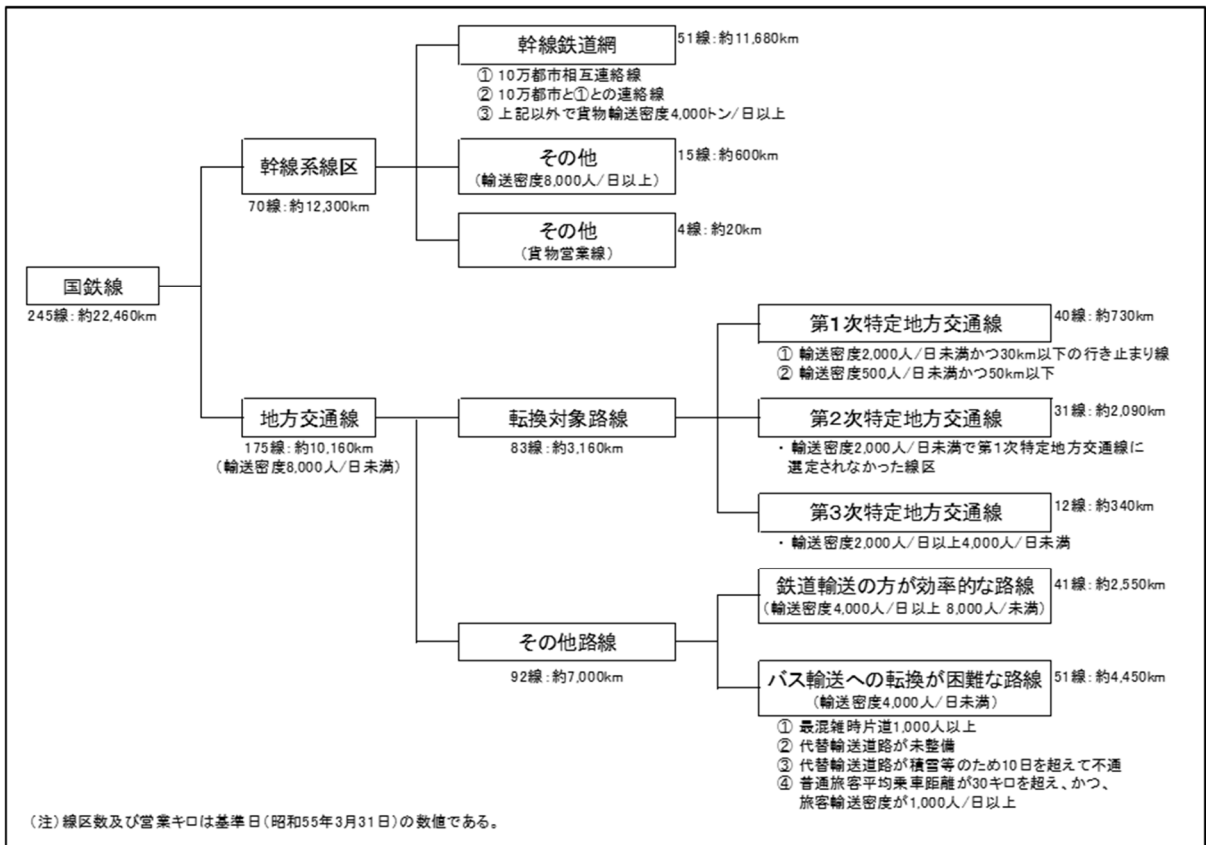 幹線鉄道網
51線：約11,680km
① 10万都市相互連絡線
② 10万都市と①との連絡線
③ 上記以外で貨物輸送密度4,000トン/日以上
幹線系線区
70線：約12,300km
その他
(輸送密度8,000人/日以上)
15線：約600km
その他
(貨物営業線)
4線：約20km
国鉄線
245線：約22,460km
第1次特定地方交通線
40線：約730km
① 輸送密度2,000人/日未満かつ30km以下の行き止まり線
② 輸送密度500人/日未満かつ50km以下
地方交通線
175線：約10,160km
(輸送密度8,000人/日未満)
転換対象路線
83線：約3,160km
第2次特定地方交通線
31線：約2,090km
・ 輸送密度2,000人/日未満で第1次特定地方交通線に
選定されなかった線区
第3次特定地方交通線
12線：約340km
・ 輸送密度2,000人/日以上4,000人/日未満
その他路線
92線：約7,000km
鉄道輸送の方が効率的な路線
(輸送密度4,000人/日以上 8,000人/未満)
41線：約2,550km
バス輸送への転換が困難な路線
(輸送密度4,000人/日未満)
51線：約4,450km
① 最混雑時片道1,000人以上
② 代替輸送道路が未整備
③ 代替輸送道路が積雪等のため10日を超えて不通
④ 普通旅客平均乗車距離が30キロを超え、かつ、
旅客輸送密度が1,000人/日以上
(注)線区数及び営業キロは基準日(昭和55年3月31日)の数値である。